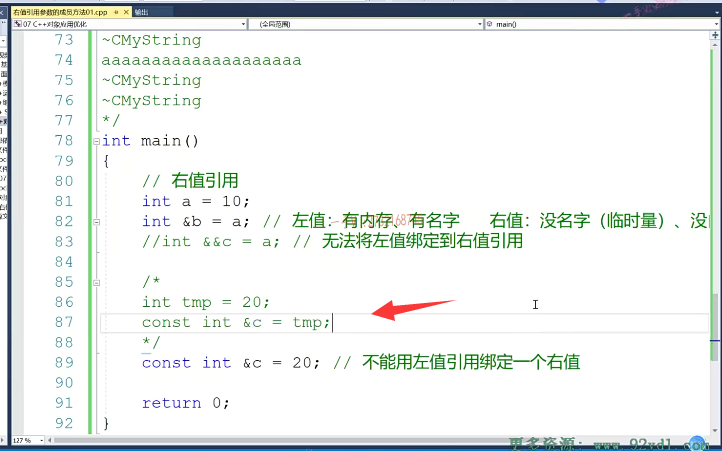 右值引用参数的成员方法01.cpp 输出
07 C++对象应用优化 (全局范围) main()
73 ~CMyString
74 aaaaaaaaaaaaaaaaaaaa
75 ~CMyString
76 ~CMyString
77 */
78 int main()
79 {
80 // 右值引用
81 int a = 10;
82 int &b = a; // 左值:有内存、有名字 右值:没名字(临时量)、没
83 //int &&c = a; // 无法将左值绑定到右值引用
84
85 /*
86 int tmp = 20;
87 const int &c = tmp;
88 */
89 const int &c = 20; // 不能用左值引用绑定一个右值
90
91 return 0;
92 }
127 %
更多资源:www.92xdl.com